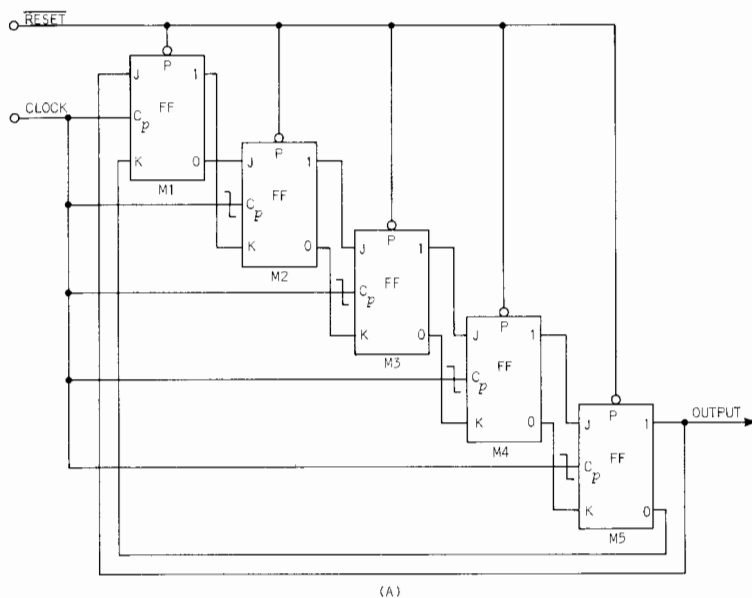 RESET
P
J 1
FF
CLOCK
Cp
K 0
M1
P
J 1
FF
Cp
K 0
M2
P
J 1
FF
Cp
K 0
M3
P
J 1
FF
Cp
K 0
M4
P
J 1
OUTPUT
FF
Cp
K 0
M5
(A)